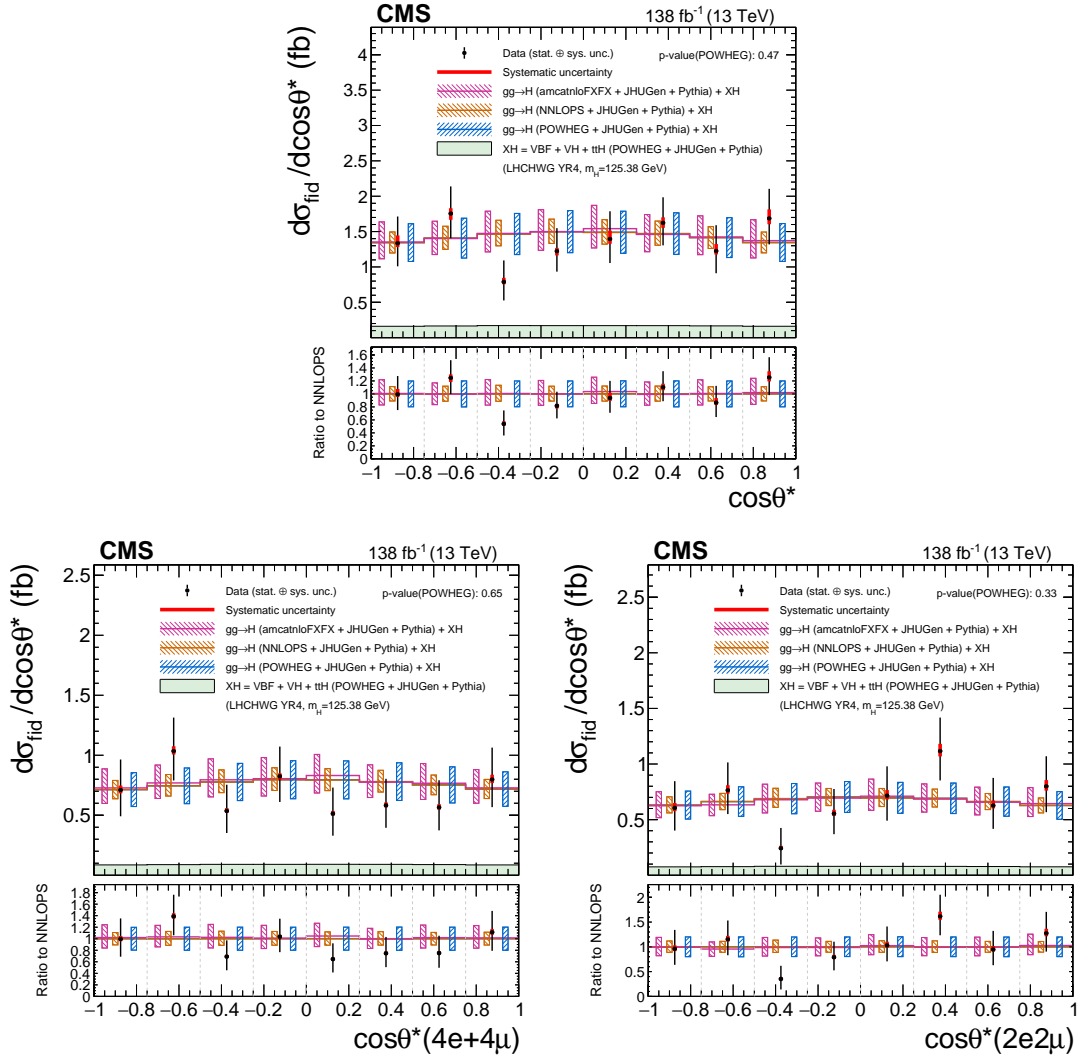 CMS 138 fb⁻¹ (13 TeV)
dσ_fid/dcosθ* (fb)
4
3.5
3
2.5
2
1.5
1
0.5
Data (stat. ⊕ sys. unc.) p-value(POWHEG): 0.47
Systematic uncertainty
gg→H (amcatnloFXFX + JHUGen + Pythia) + XH
gg→H (NNLOPS + JHUGen + Pythia) + XH
gg→H (POWHEG + JHUGen + Pythia) + XH
XH = VBF + VH + ttH (POWHEG + JHUGen + Pythia)
(LHCHWG YR4, m_H=125.38 GeV)
Ratio to NNLOPS
1.6
1.4
1.2
1
0.8
0.6
0.4
0.2
0
−1 −0.8 −0.6 −0.4 −0.2 0 0.2 0.4 0.6 0.8 1
cosθ*
CMS 138 fb⁻¹ (13 TeV)
dσ_fid/dcosθ* (fb)
2.5
2
1.5
1
0.5
Data (stat. ⊕ sys. unc.) p-value(POWHEG): 0.65
Systematic uncertainty
gg→H (amcatnloFXFX + JHUGen + Pythia) + XH
gg→H (NNLOPS + JHUGen + Pythia) + XH
gg→H (POWHEG + JHUGen + Pythia) + XH
XH = VBF + VH + ttH (POWHEG + JHUGen + Pythia)
(LHCHWG YR4, m_H=125.38 GeV)
Ratio to NNLOPS
1.8
1.6
1.4
1.2
1
0.8
0.6
0.4
0.2
0
−1 −0.8 −0.6 −0.4 −0.2 0 0.2 0.4 0.6 0.8 1
cosθ*(4e+4μ)
CMS 138 fb⁻¹ (13 TeV)
dσ_fid/dcosθ* (fb)
2.5
2
1.5
1
0.5
Data (stat. ⊕ sys. unc.) p-value(POWHEG): 0.33
Systematic uncertainty
gg→H (amcatnloFXFX + JHUGen + Pythia) + XH
gg→H (NNLOPS + JHUGen + Pythia) + XH
gg→H (POWHEG + JHUGen + Pythia) + XH
XH = VBF + VH + ttH (POWHEG + JHUGen + Pythia)
(LHCHWG YR4, m_H=125.38 GeV)
Ratio to NNLOPS
2
1.5
1
0.5
0
−1 −0.8 −0.6 −0.4 −0.2 0 0.2 0.4 0.6 0.8 1
cosθ*(2e2μ)